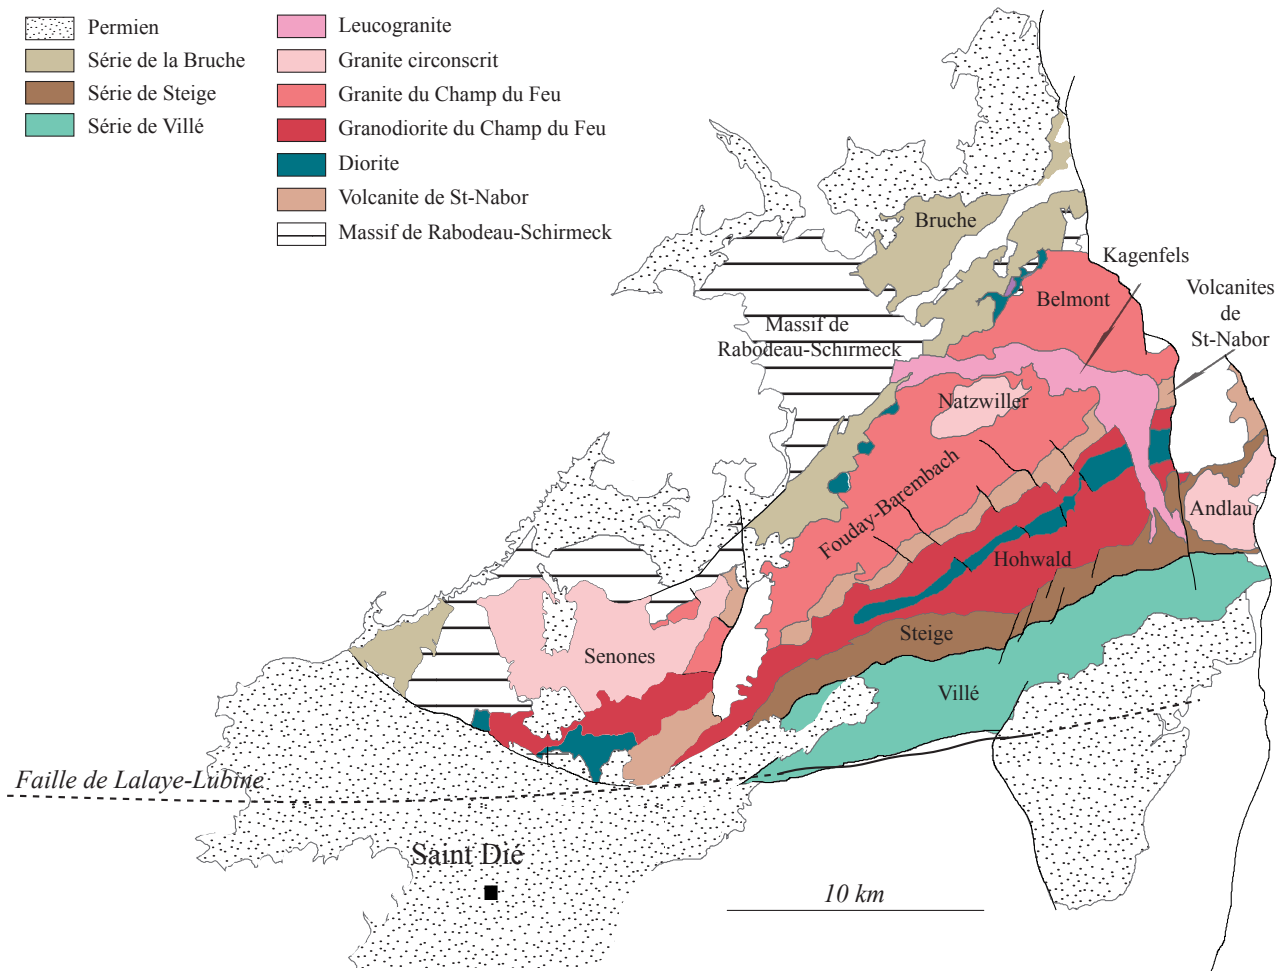 Permien
Série de la Bruche
Série de Steige
Série de Villé
Leucogranite
Granite circonscrit
Granite du Champ du Feu
Granodiorite du Champ du Feu
Diorite
Volcanite de St-Nabor
Massif de Rabodeau-Schirmeck
Bruche
Kagenfels
Volcanites
de
St-Nabor
Belmont
Massif de
Rabodeau-Schirmeck
Natzwiller
Fouday-Barembach
Andlau
Hohwald
Steige
Senones
Villé
Faille de Lalaye-Lubine
Saint Dié
10 km